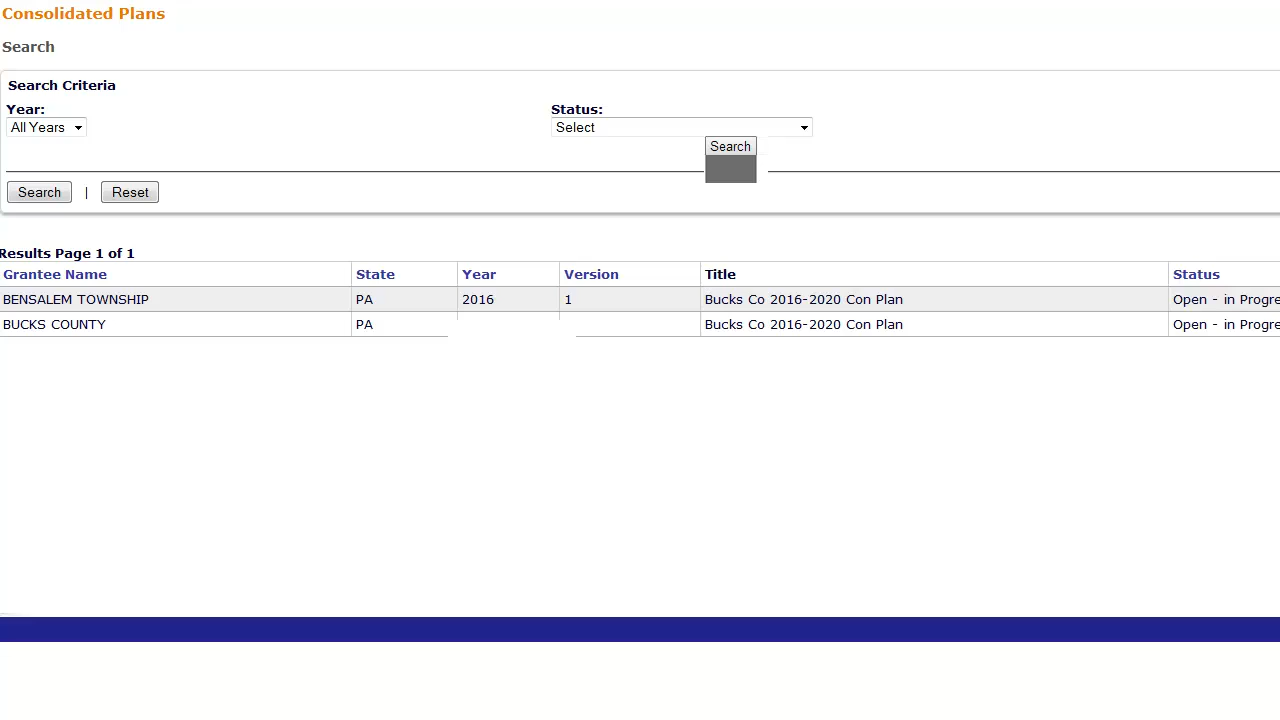 Consolidated Plans
Search
Search Criteria
Year: Status:
All Years Select
Search
Search | Reset
Results Page 1 of 1
Grantee Name State Year Version Title Status
BENSALEM TOWNSHIP PA 2016 1 Bucks Co 2016-2020 Con Plan Open - in Progre
BUCKS COUNTY PA Bucks Co 2016-2020 Con Plan Open - in Progre